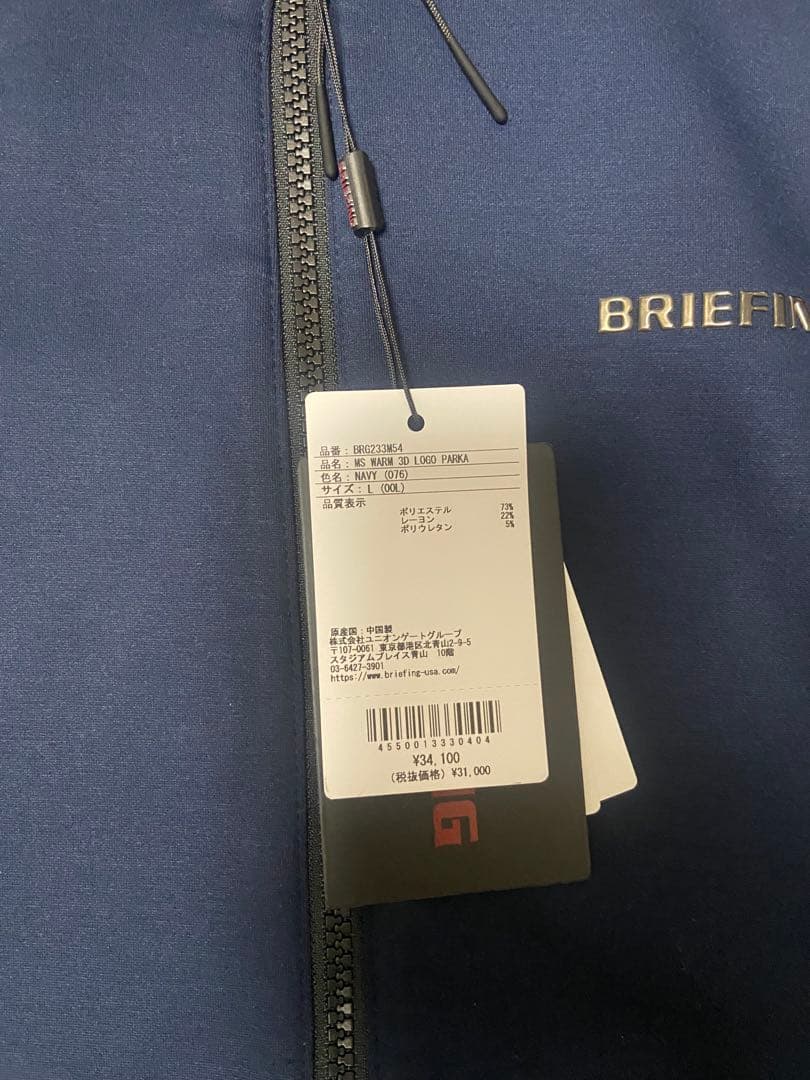 BRIEFIN
品番：BRG233M54
品名：MS WARM 3D LOGO PARKA
色名：NAVY (076)
サイズ：L (00L)
品質表示
ポリエステル 73%
レーヨン 22%
ポリウレタン 5%
原産国：中国製
株式会社ユニオンゲートグループ
〒107-0061 東京都港区北青山2-9-5
スタジアムプレイス青山 10階
03-6427-3901
https://www.briefing-usa.com/
4550013330404
¥34,100
(税抜価格) ¥31,000
NG